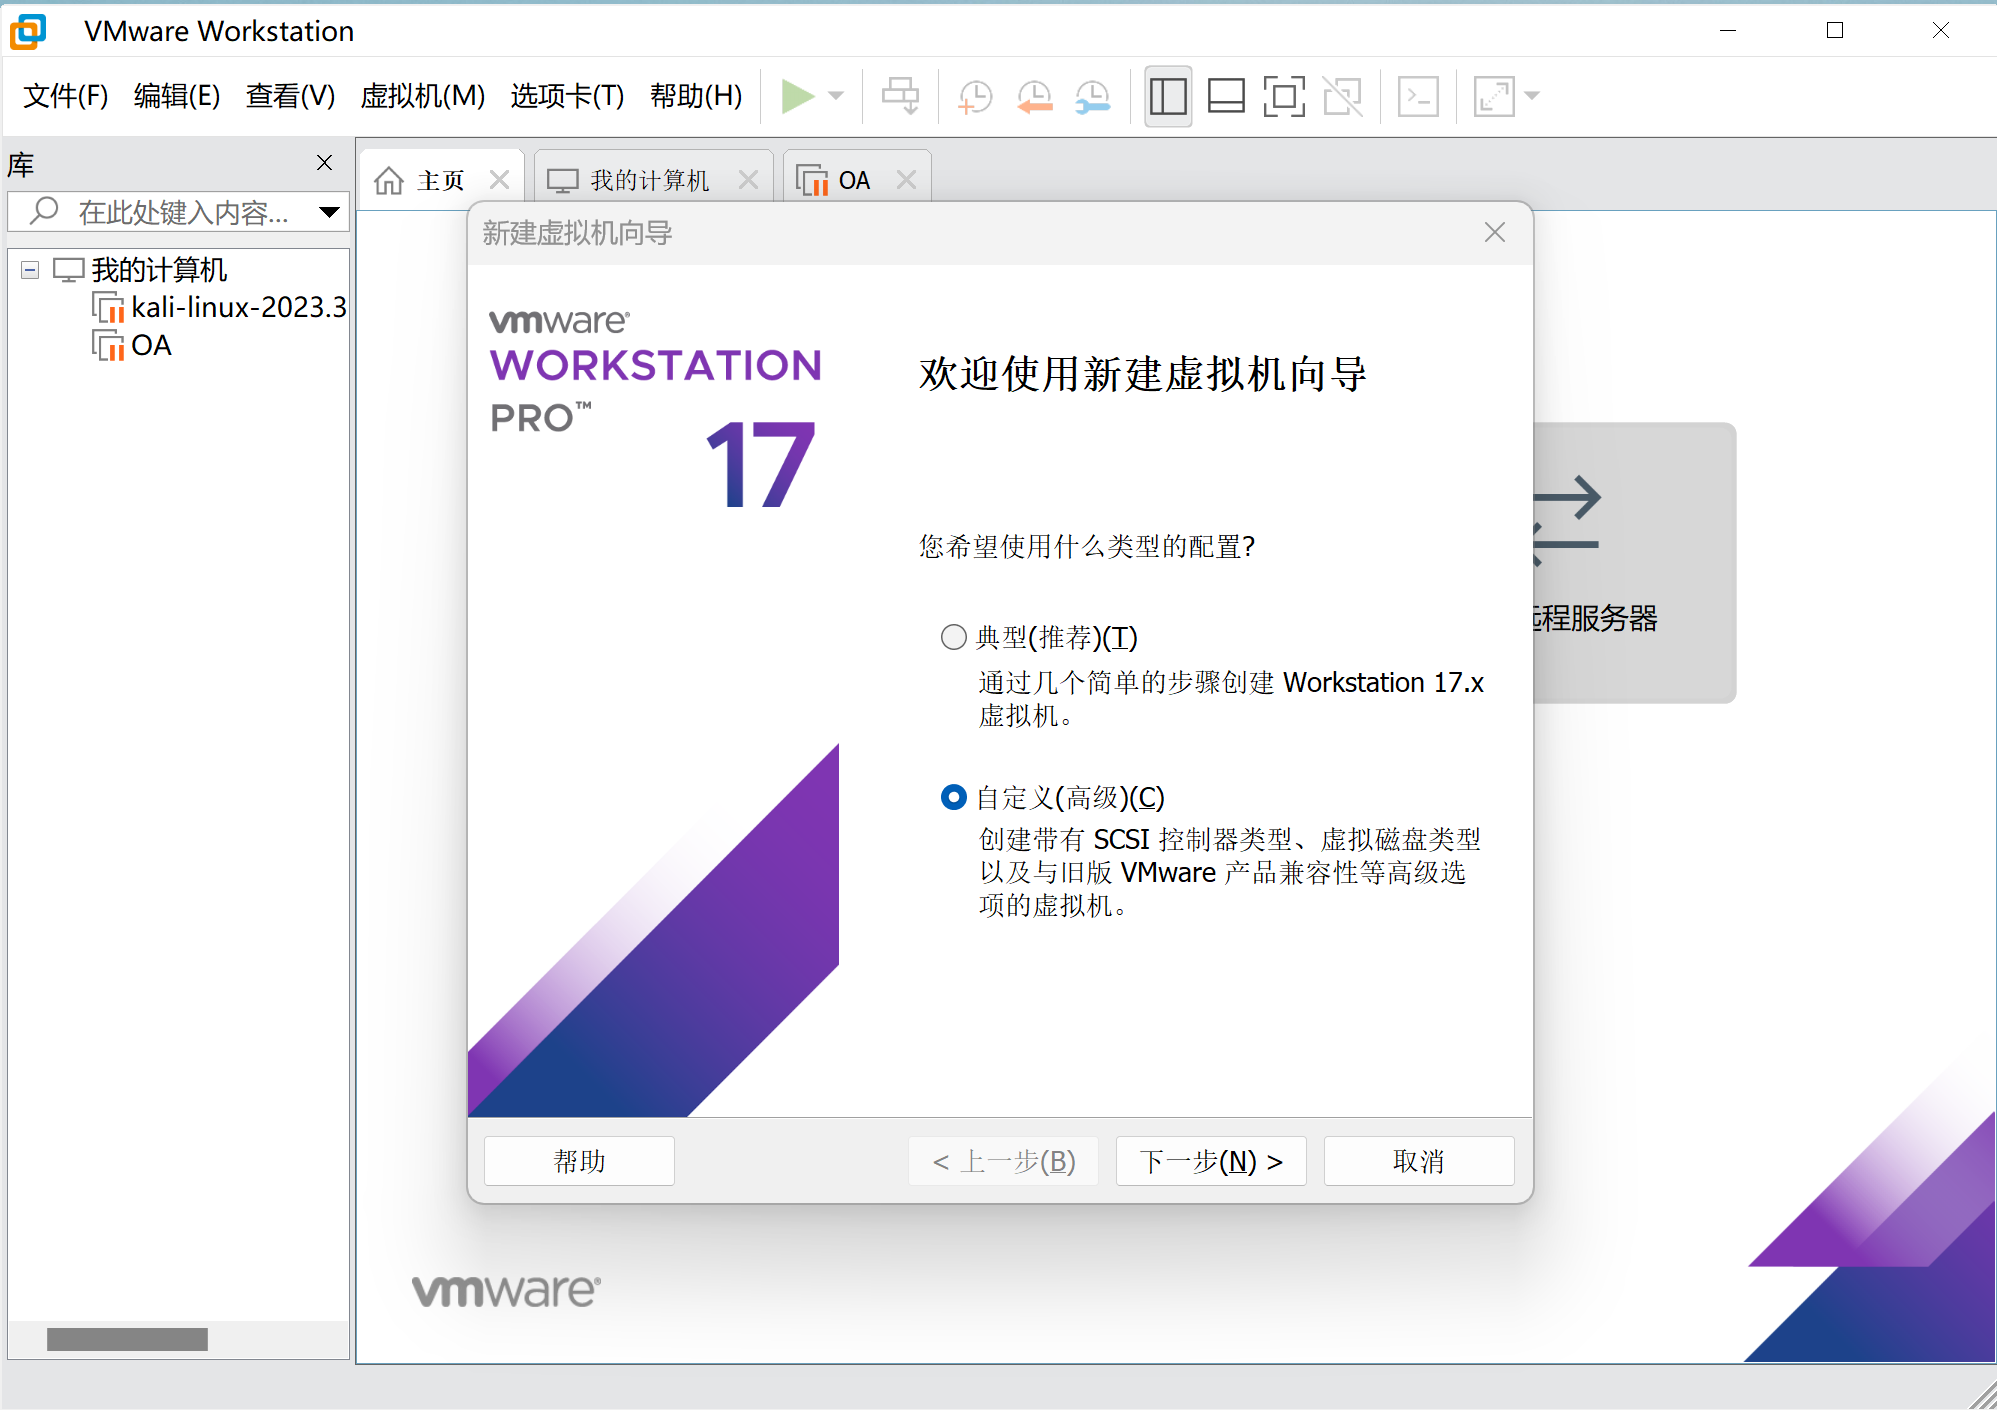 VMware Workstation
文件(F) 编辑(E) 查看(V) 虚拟机(M) 选项卡(T) 帮助(H)
库
在此处键入内容...
我的计算机
kali-linux-2023.3
OA
主页
我的计算机
OA
新建虚拟机向导
vmware®
WORKSTATION
PRO™
17
欢迎使用新建虚拟机向导
您希望使用什么类型的配置?
典型(推荐)(T)
通过几个简单的步骤创建 Workstation 17.x
虚拟机。
自定义(高级)(C)
创建带有 SCSI 控制器类型、虚拟磁盘类型
以及与旧版 VMware 产品兼容性等高级选
项的虚拟机。
帮助
< 上一步(B)
下一步(N) >
取消
程服务器
vmware®